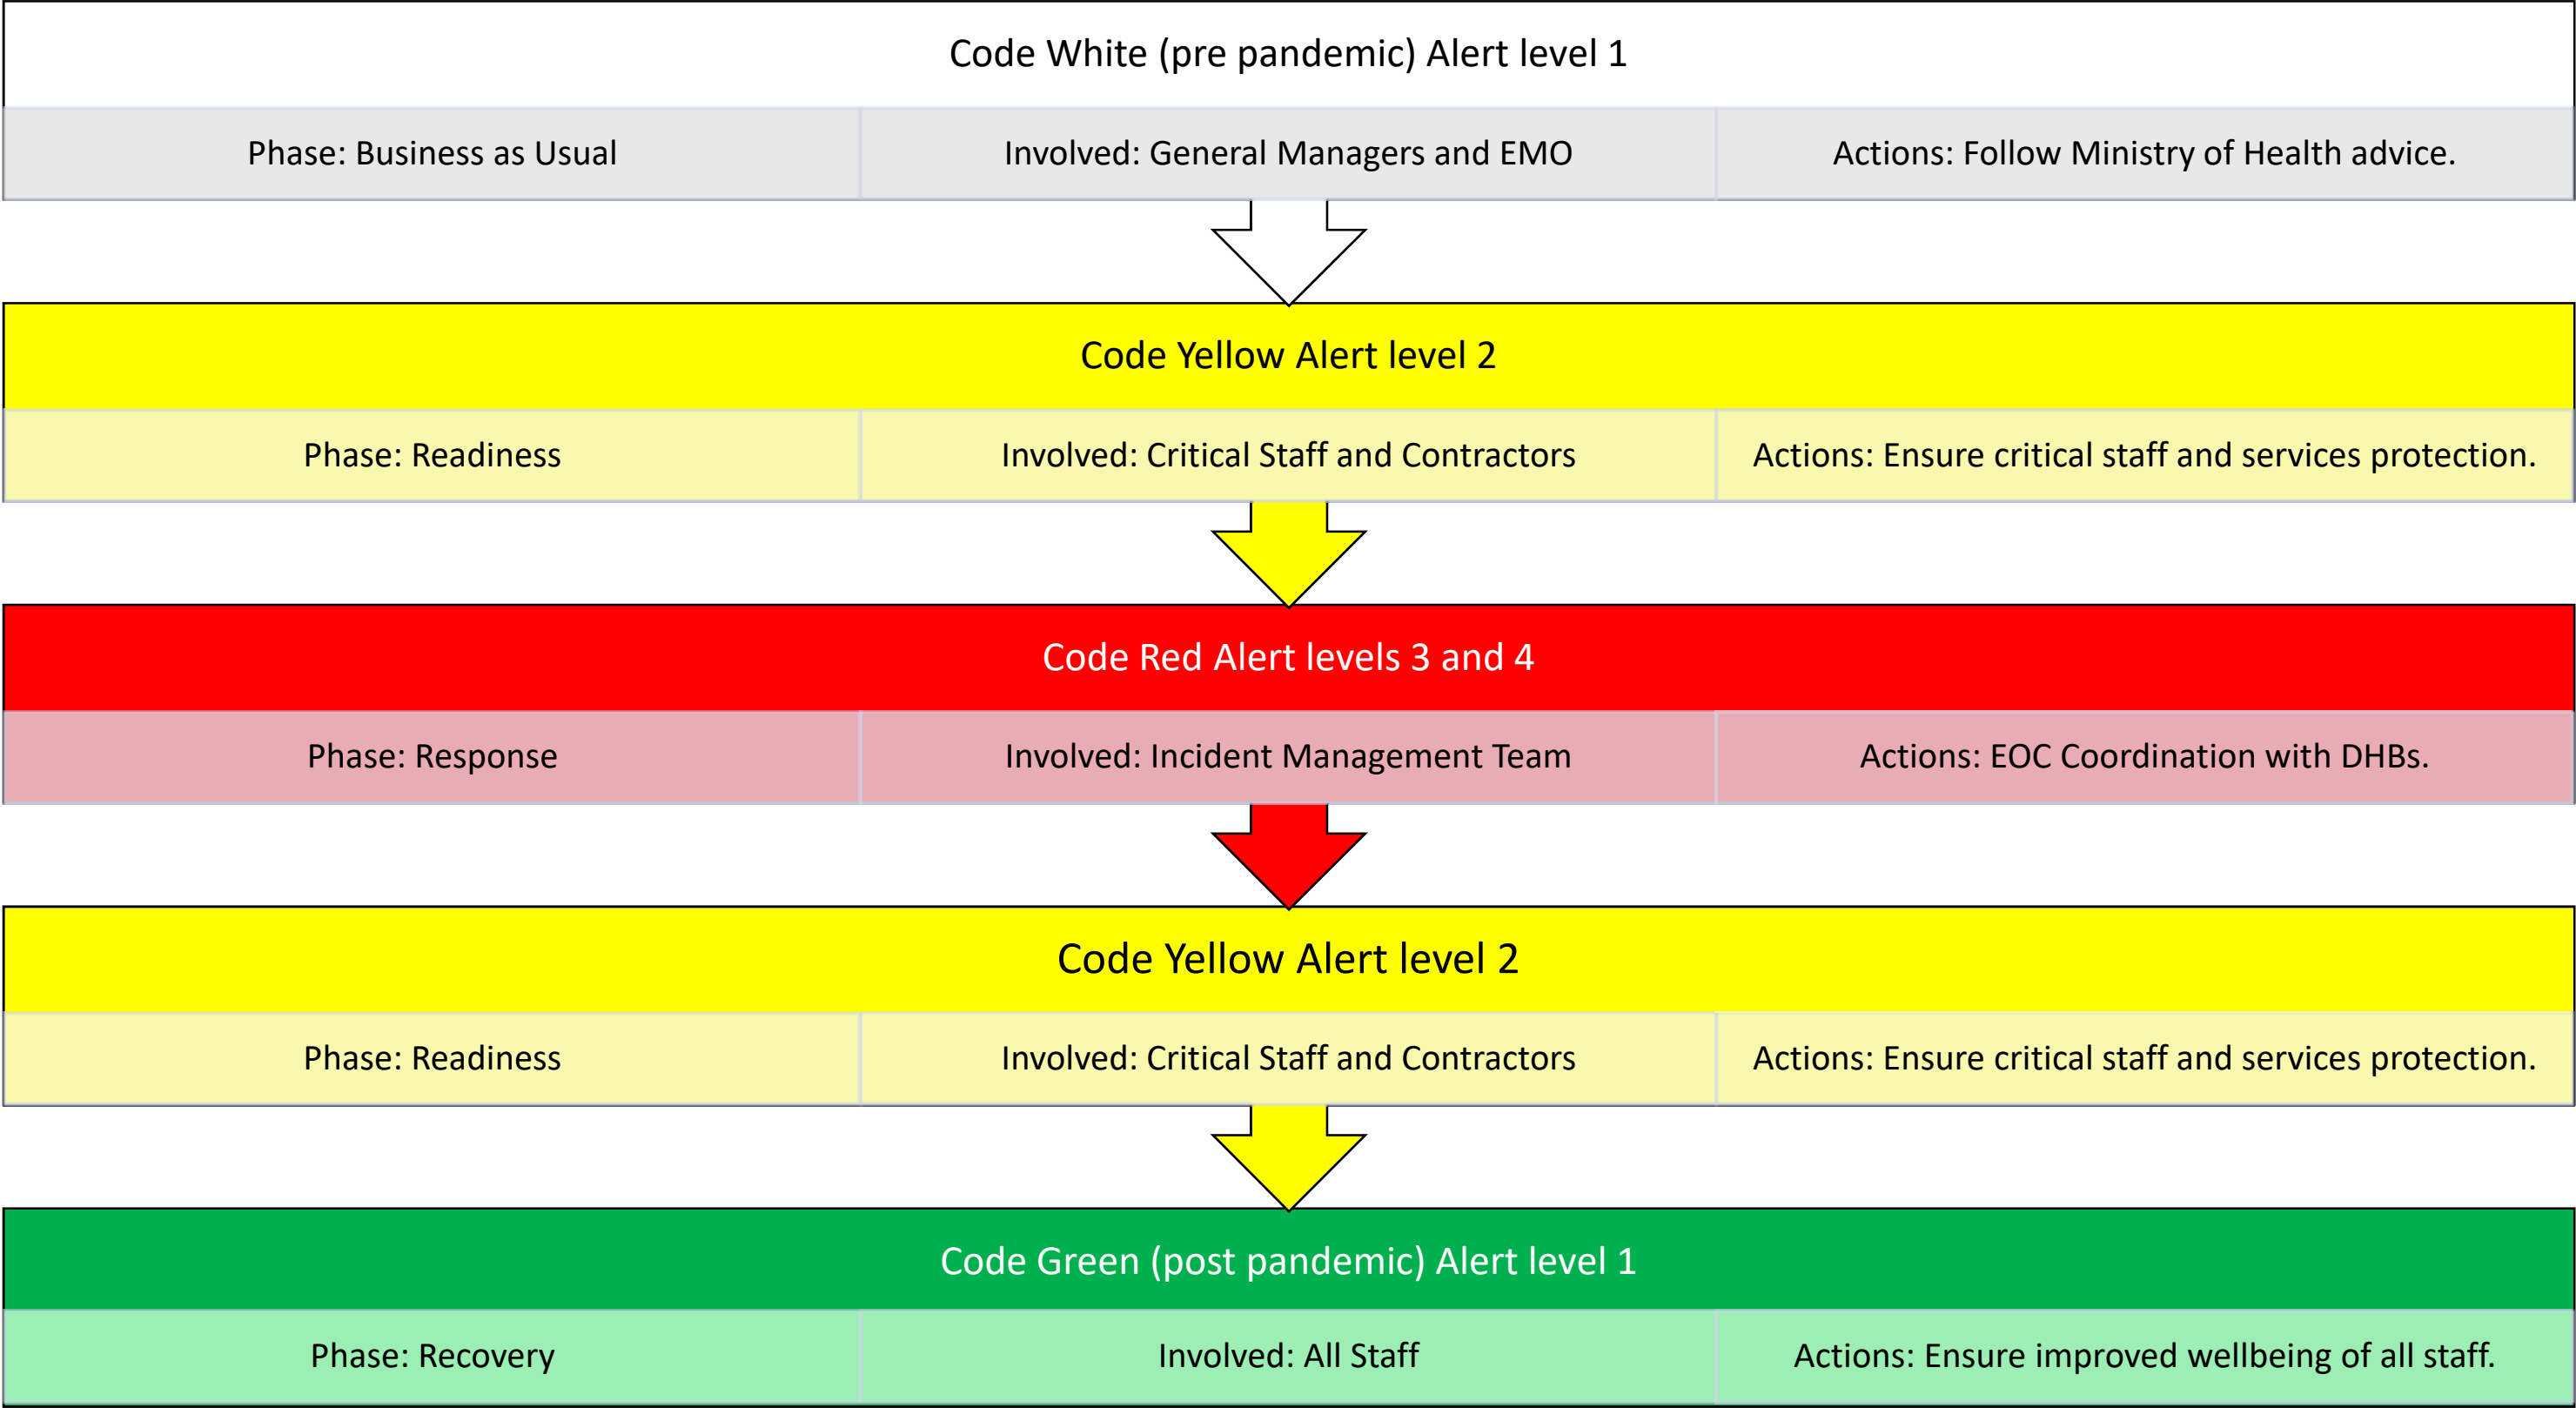 Code White (pre pandemic) Alert level 1
Phase: Business as Usual
Involved: General Managers and EMO
Actions: Follow Ministry of Health advice.
Code Yellow Alert level 2
Phase: Readiness
Involved: Critical Staff and Contractors
Actions: Ensure critical staff and services protection.
Code Red Alert levels 3 and 4
Phase: Response
Involved: Incident Management Team
Actions: EOC Coordination with DHBs.
Code Yellow Alert level 2
Phase: Readiness
Involved: Critical Staff and Contractors
Actions: Ensure critical staff and services protection.
Code Green (post pandemic) Alert level 1
Phase: Recovery
Involved: All Staff
Actions: Ensure improved wellbeing of all staff.